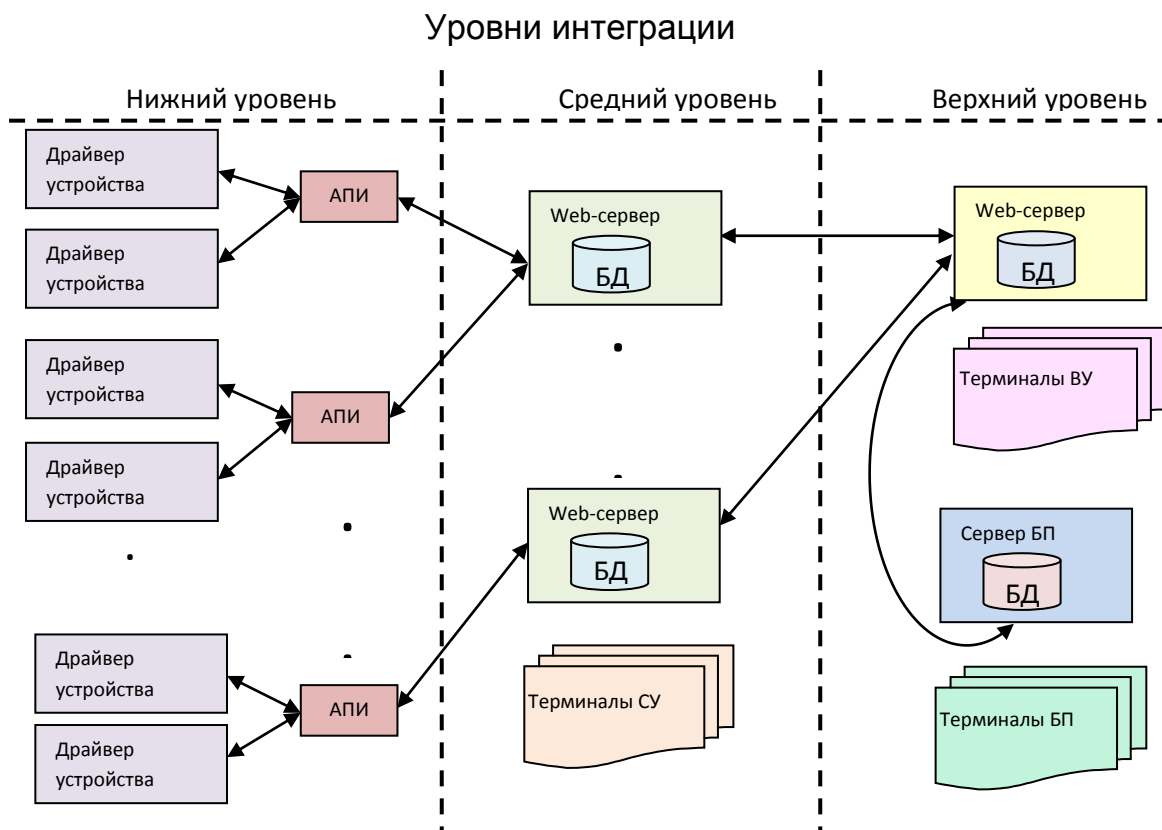 Уровни интеграции
Нижний уровень
Средний уровень
Верхний уровень
Драйвер
устройства
Драйвер
устройства
АПИ
Драйвер
устройства
Драйвер
устройства
АПИ
Драйвер
устройства
Драйвер
устройства
АПИ
Web-сервер
БД
Web-сервер
БД
Терминалы СУ
Web-сервер
БД
Терминалы ВУ
Сервер БП
БД
Терминалы БП